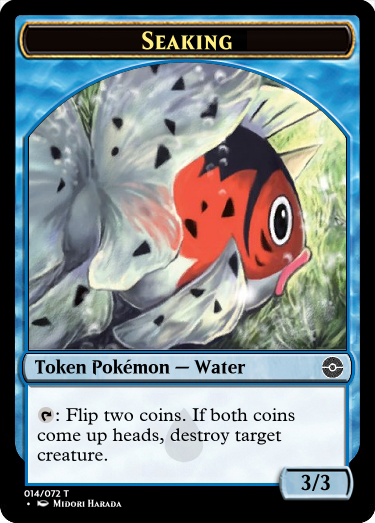 SEAKING
Token Pokémon — Water
: Flip two coins. If both coins
come up heads, destroy target
creature.
3/3
014/072 T
• MIDORI HARADA